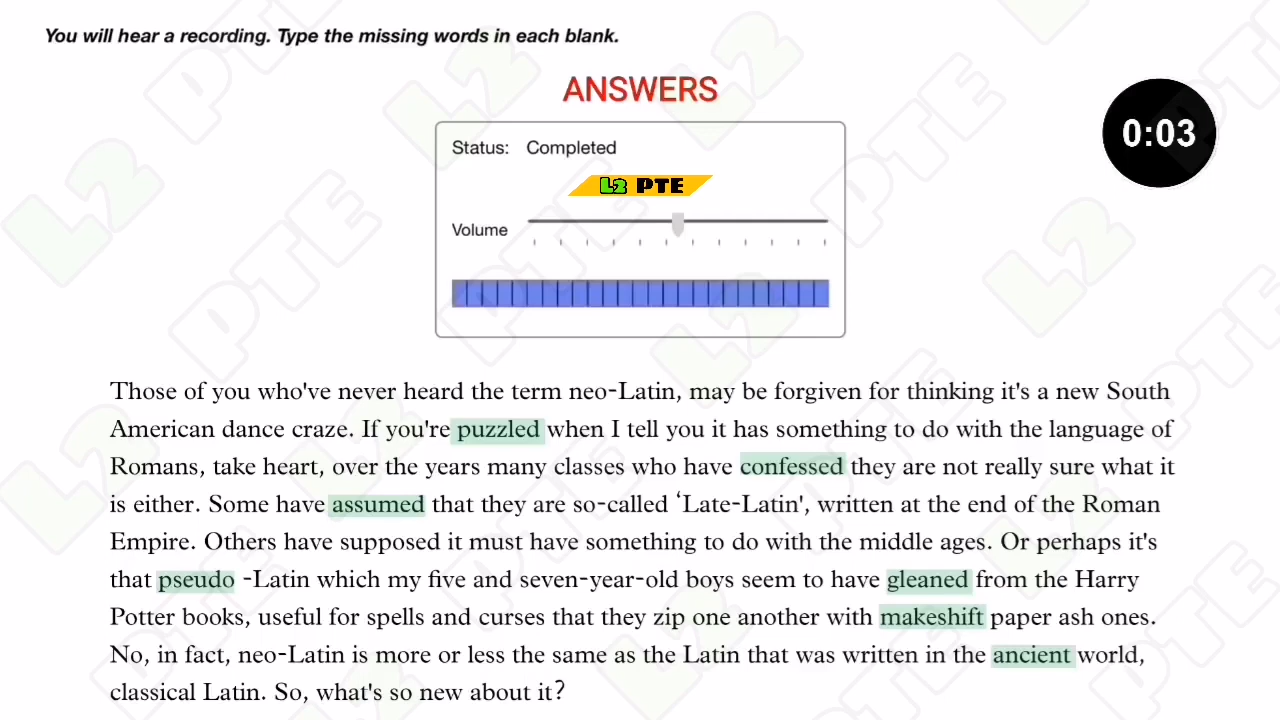 You will hear a recording. Type the missing words in each blank.
ANSWERS
0:03
Status: Completed
L2 PTE
Volume
Those of you who've never heard the term neo-Latin, may be forgiven for thinking it's a new South
American dance craze. If you're puzzled when I tell you it has something to do with the language of
Romans, take heart, over the years many classes who have confessed they are not really sure what it
is either. Some have assumed that they are so-called ‘Late-Latin', written at the end of the Roman
Empire. Others have supposed it must have something to do with the middle ages. Or perhaps it's
that pseudo -Latin which my five and seven-year-old boys seem to have gleaned from the Harry
Potter books, useful for spells and curses that they zip one another with makeshift paper ash ones.
No, in fact, neo-Latin is more or less the same as the Latin that was written in the ancient world,
classical Latin. So, what's so new about it?